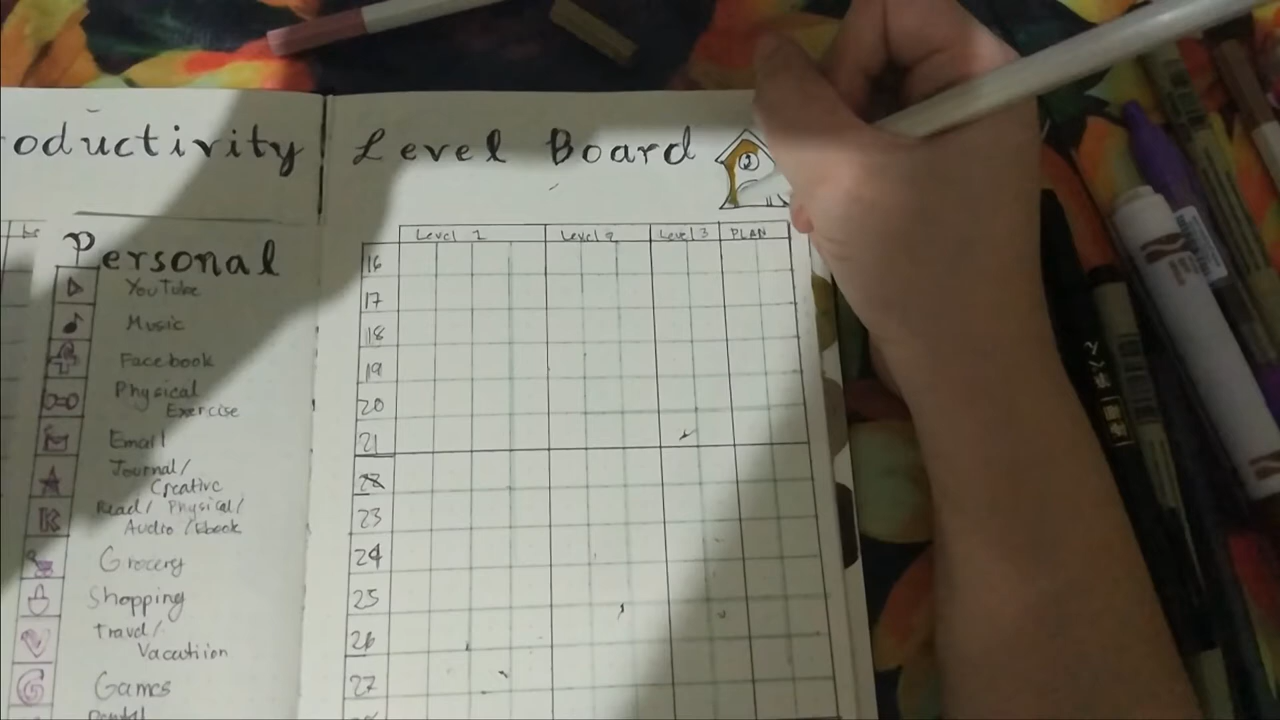 oductivity
Personal
YouTube
Music
Facebook
Physical
Exercise
Email
Journal/
Creative
Read/ Physical/
Audio /Ebook
Grocery
Shopping
Travel/
Vacatiion
Games
Level Board
2
Level 1
Level 2
Level 3
PLAN
16
17
18
19
20
21
22
23
24
25
26
27